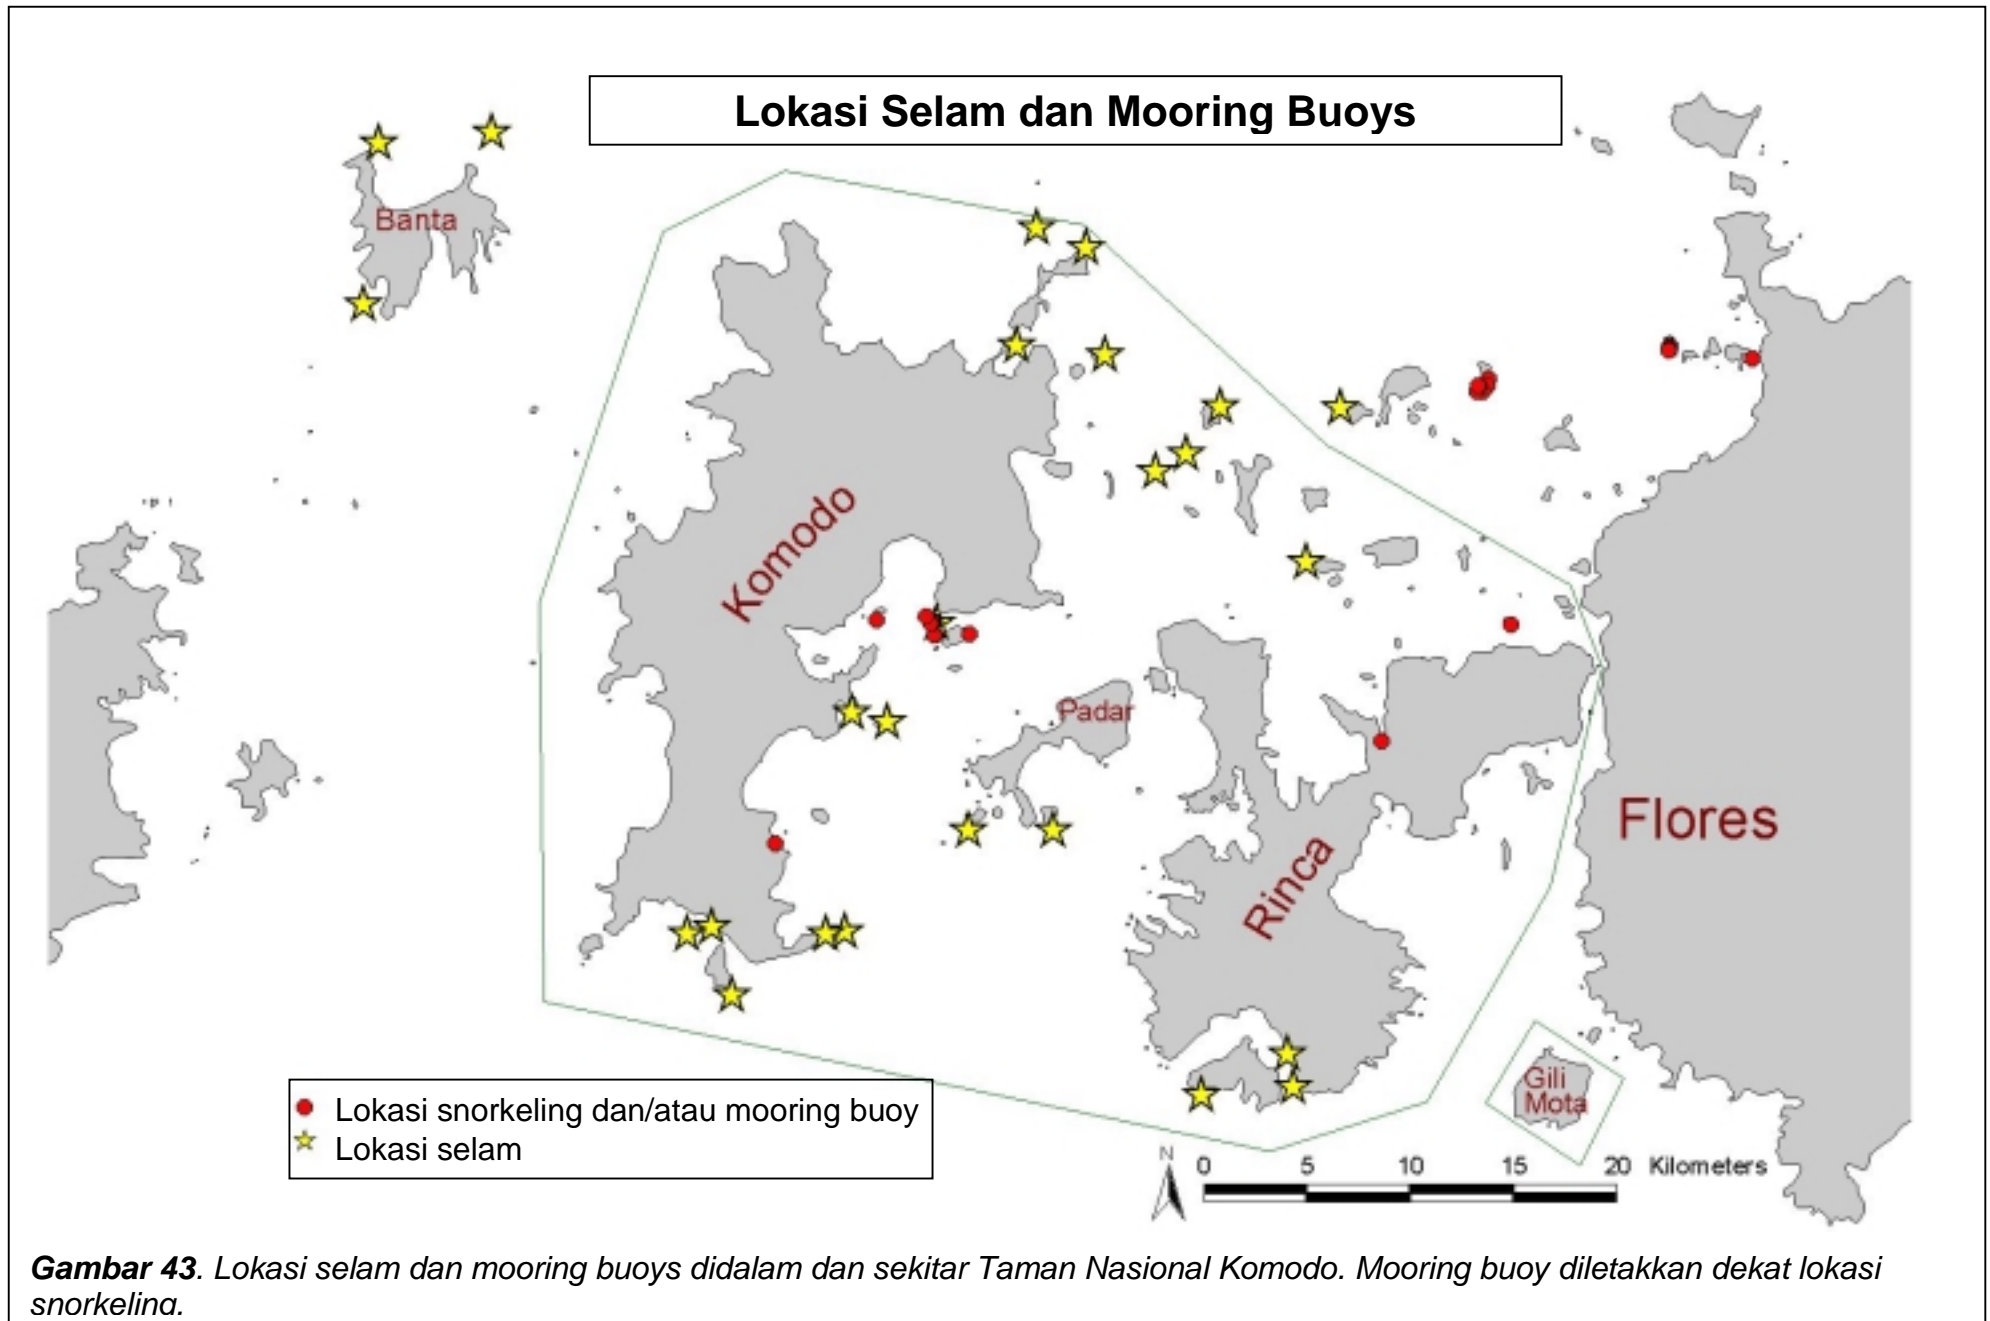 Lokasi Selam dan Mooring Buoys
Banta
Komodo
Padar
Flores
Rinca
Gili
Mota
Lokasi snorkeling dan/atau mooring buoy
Lokasi selam
N
0 5 10 15 20 Kilometers
Gambar 43. Lokasi selam dan mooring buoys didalam dan sekitar Taman Nasional Komodo. Mooring buoy diletakkan dekat lokasi
snorkeling.